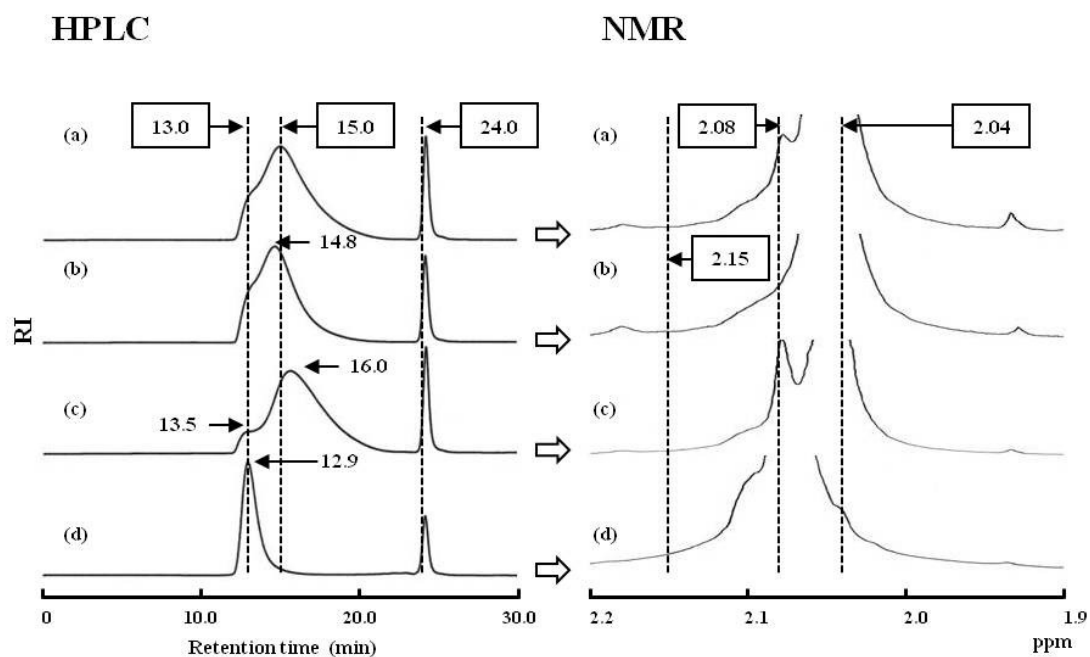 HPLC
NMR
13.0
15.0
24.0
2.08
2.04
(a)
(a)
14.8
(b)
2.15
(b)
RI
16.0
(c)
13.5
(c)
12.9
(d)
(d)
0 10.0 20.0 30.0
2.2 2.1 2.0 1.9
Retention time (min)
ppm